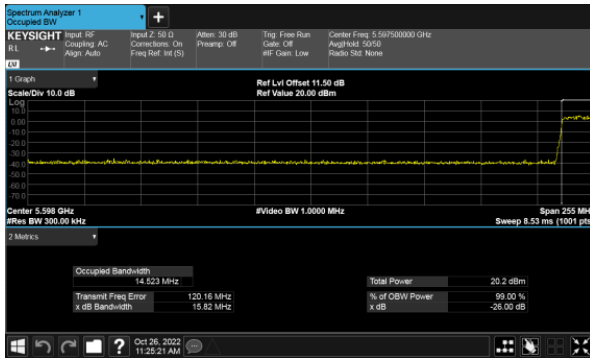 Spectrum Analyzer 1
Occupied BW
+
KEYSIGHT
RL
Input: RF
Coupling: AC
Align: Auto
Input Z: 50 Ω
Corrections: On
Freq Ref: Int (S)
Atten: 30 dB
Preamp: Off
Trig: Free Run
Gate: Off
#IF Gain: Low
Center Freq: 5.597500000 GHz
Avg|Hold: 50/50
Radio Std: None
LXI
1 Graph
Scale/Div 10.0 dB
Ref Lvl Offset 11.50 dB
Ref Value 20.00 dBm
Log
10.0
0.00
-10.0
-20.0
-30.0
-40.0
-50.0
-60.0
-70.0
Center 5.598 GHz
#Video BW 1.0000 MHz
Span 255 MH
#Res BW 300.00 kHz
Sweep 8.53 ms (1001 pts
2 Metrics
Occupied Bandwidth
14.523 MHz
Total Power 20.2 dBm
Transmit Freq Error 120.16 MHz
% of OBW Power 99.00 %
x dB Bandwidth 15.82 MHz
x dB -26.00 dB
?
Oct 26, 2022
11:26:21 AM